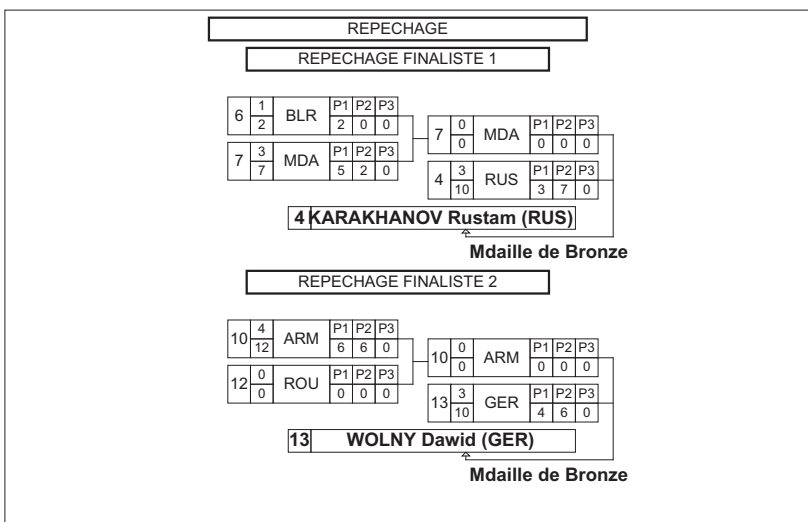 REPECHAGE
REPECHAGE FINALISTE 1
6 1 2 BLR P1 P2 P3 2 0 0
7 3 7 MDA P1 P2 P3 5 2 0
7 0 0 MDA P1 P2 P3 0 0 0
4 3 10 RUS P1 P2 P3 3 7 0
4 KARAKHANOV Rustam (RUS)
Mdaille de Bronze
REPECHAGE FINALISTE 2
10 4 12 ARM P1 P2 P3 6 6 0
12 0 0 ROU P1 P2 P3 0 0 0
10 0 0 ARM P1 P2 P3 0 0 0
13 3 10 GER P1 P2 P3 4 6 0
13 WOLNY Dawid (GER)
Mdaille de Bronze